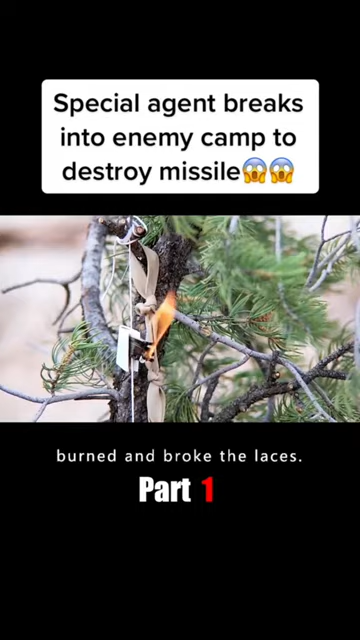 Special agent breaks
into enemy camp to
destroy missile😱😱
burned and broke the laces.
Part 1